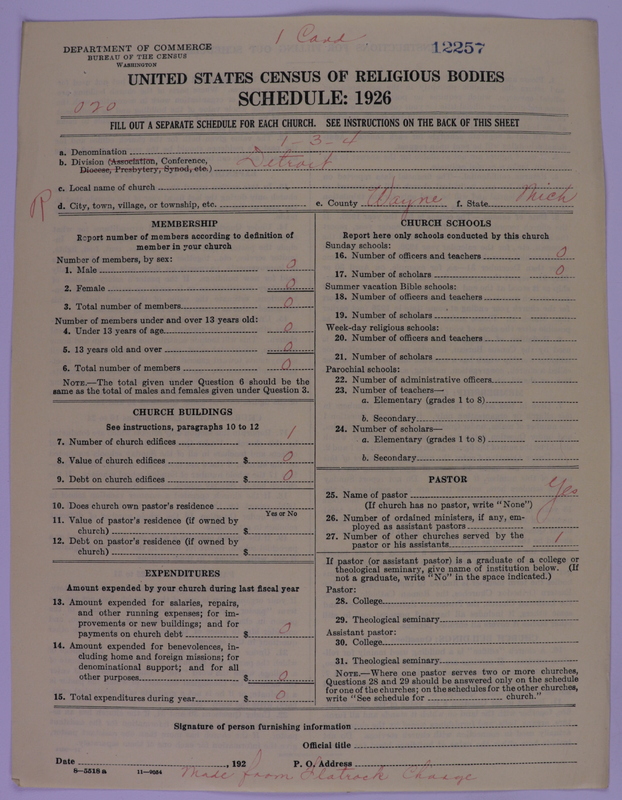 1 Card
DEPARTMENT OF COMMERCE
BUREAU OF THE CENSUS
WASHINGTON
12257
UNITED STATES CENSUS OF RELIGIOUS BODIES
SCHEDULE: 1926
020
FILL OUT A SEPARATE SCHEDULE FOR EACH CHURCH. SEE INSTRUCTIONS ON THE BACK OF THIS SHEET
a. Denomination 1-3-4
b. Division (Association, Conference,
Diocese, Presbytery, Synod, etc.) Detroit
c. Local name of church
R
d. City, town, village, or township, etc. e. County Wayne f. State Mich
MEMBERSHIP
Report number of members according to definition of
member in your church
Number of members, by sex:
1. Male 0
2. Female 0
3. Total number of members 0
Number of members under and over 13 years old:
4. Under 13 years of age 0
5. 13 years old and over 0
6. Total number of members 0
NOTE.—The total given under Question 6 should be the
same as the total of males and females given under Question 3.
CHURCH BUILDINGS
See instructions, paragraphs 10 to 12
7. Number of church edifices 1
8. Value of church edifices $ 0
9. Debt on church edifices $ 0
10. Does church own pastor's residence
Yes or No
11. Value of pastor's residence (if owned by
church) $
12. Debt on pastor's residence (if owned by
church) $
EXPENDITURES
Amount expended by your church during last fiscal year
13. Amount expended for salaries, repairs,
and other running expenses; for im-
provements or new buildings; and for
payments on church debt $ 0
14. Amount expended for benevolences, in-
cluding home and foreign missions; for
denominational support; and for all
other purposes $ 0
15. Total expenditures during year $ 0
CHURCH SCHOOLS
Report here only schools conducted by this church
Sunday schools:
16. Number of officers and teachers 0
17. Number of scholars 0
Summer vacation Bible schools:
18. Number of officers and teachers
19. Number of scholars
Week-day religious schools:
20. Number of officers and teachers
21. Number of scholars
Parochial schools:
22. Number of administrative officers
23. Number of teachers—
a. Elementary (grades 1 to 8)
b. Secondary
24. Number of scholars—
a. Elementary (grades 1 to 8)
b. Secondary
PASTOR
25. Name of pastor Yes
(If church has no pastor, write "None")
26. Number of ordained ministers, if any, em-
ployed as assistant pastors
27. Number of other churches served by the
pastor or his assistants 1
If pastor (or assistant pastor) is a graduate of a college or
theological seminary, give name of institution below. (If
not a graduate, write "No" in the space indicated.)
Pastor:
28. College
29. Theological seminary
Assistant pastor:
30. College
31. Theological seminary
NOTE.—Where one pastor serves two or more churches,
Questions 28 and 29 should be answered only on the schedule
for one of the churches; on the schedules for the other churches,
write "See schedule for church."
Signature of person furnishing information
Official title
Date , 192 P. O. Address
8—5518 a 11—9034
Made from Flatrock Charge